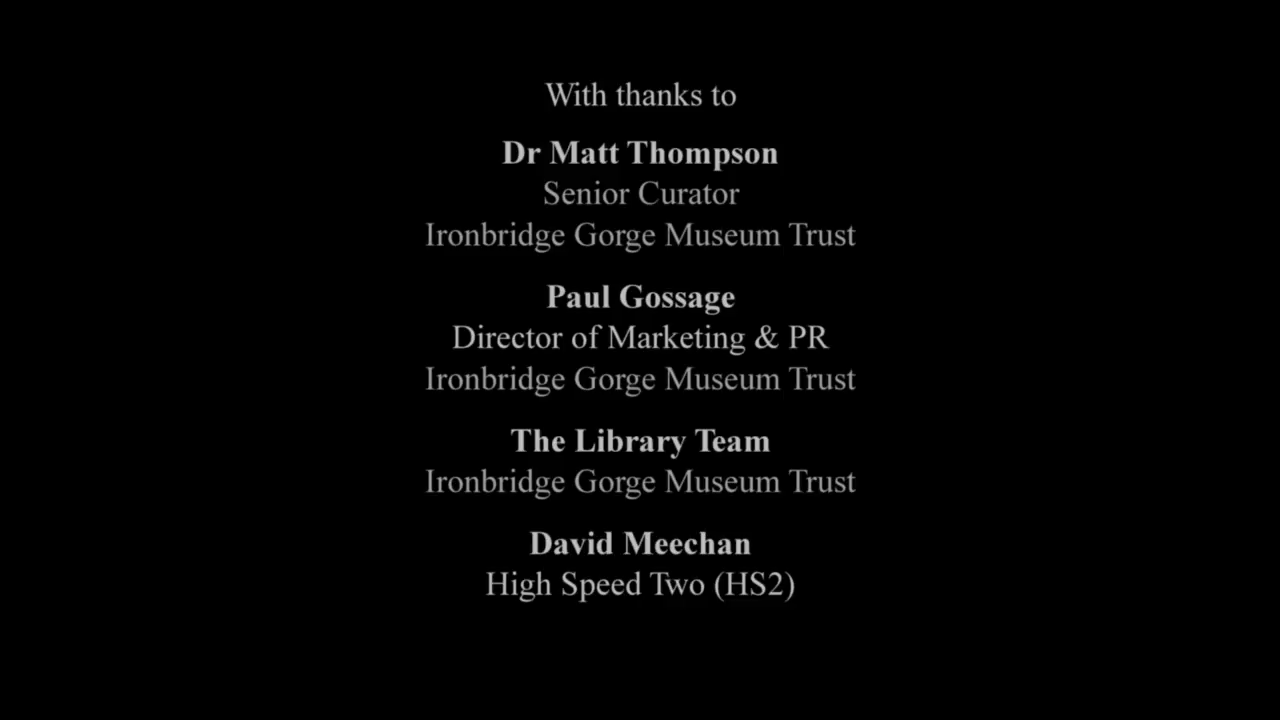 With thanks to
Dr Matt Thompson
Senior Curator
Ironbridge Gorge Museum Trust
Paul Gossage
Director of Marketing & PR
Ironbridge Gorge Museum Trust
The Library Team
Ironbridge Gorge Museum Trust
David Meechan
High Speed Two (HS2)